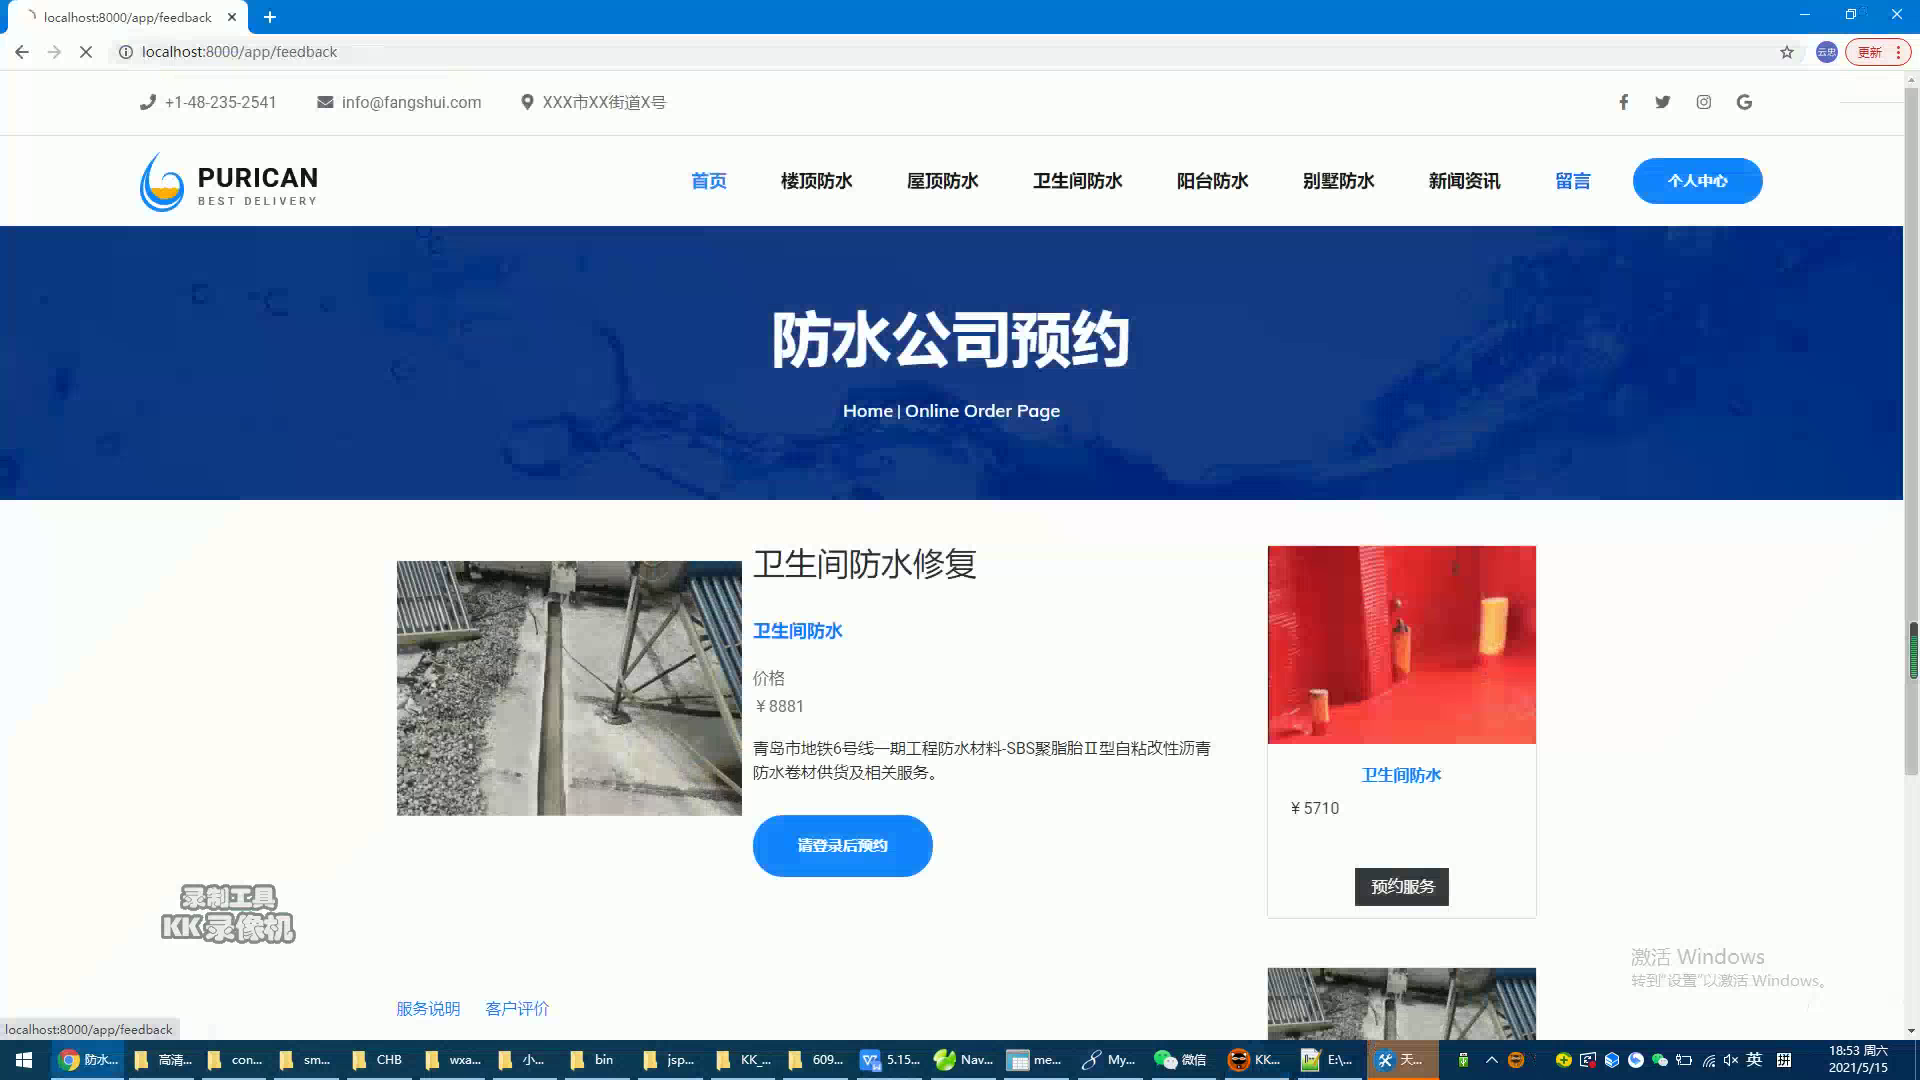 localhost:8000/app/feedback
localhost:8000/app/feedback
云忠
更新
+1-48-235-2541
info@fangshui.com
XXX市XX街道X号
PURICAN
BEST DELIVERY
首页
楼顶防水
屋顶防水
卫生间防水
阳台防水
别墅防水
新闻资讯
留言
个人中心
防水公司预约
Home | Online Order Page
卫生间防水修复
卫生间防水
价格
￥8881
青岛市地铁6号线一期工程防水材料-SBS聚脂胎Ⅱ型自粘改性沥青
防水卷材供货及相关服务。
请登录后预约
卫生间防水
￥5710
预约服务
录制工具
KK录像机
激活 Windows
转到"设置"以激活 Windows。
服务说明
客户评价
localhost:8000/app/feedback
防水...
高清...
con...
sm...
CHB
wxa...
小...
bin
jsp...
KK_...
609...
5.15...
Nav...
me...
My...
微信
KK...
E:\...
天...
英
拼
18:53 周六
2021/5/15